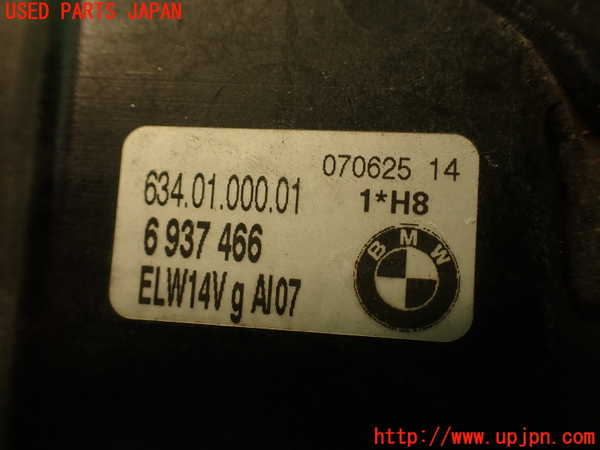 USED PARTS JAPAN
070625 14
634.01.000.01
1*H8
6 937 466
BMW
ELW14V g AI07
http://www.upjpn.com/